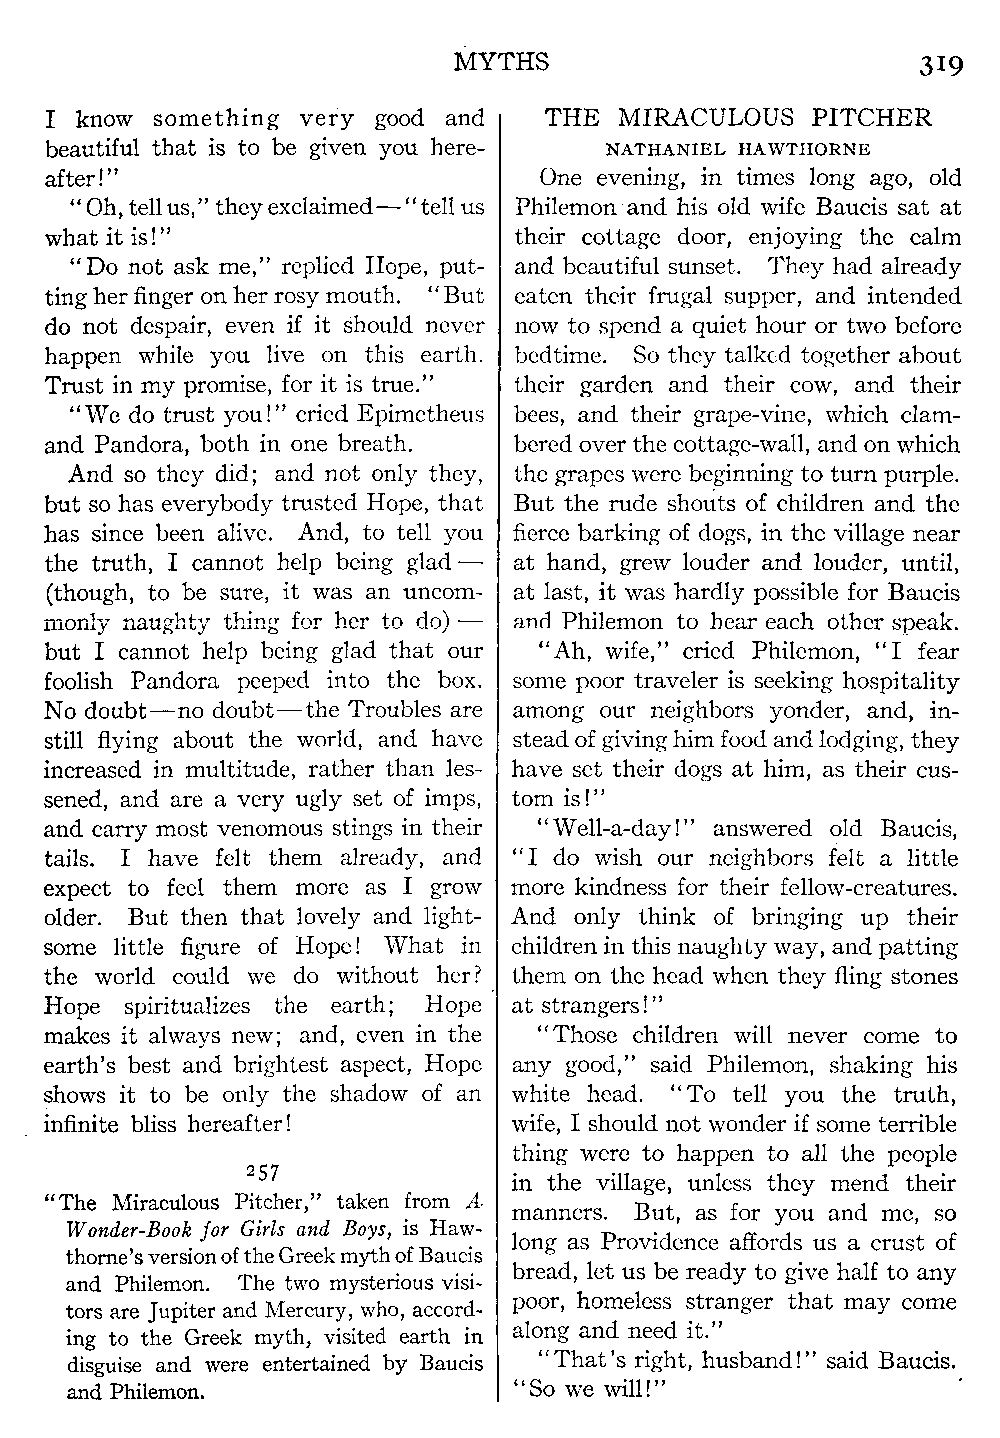 MYTHS
319
I know something very good and
beautiful that is to be given you here-
after!"
"Oh, tell us," they exclaimed—"tell us
what it is!"
"Do not ask me," replied Hope, put-
ting her finger on her rosy mouth. "But
do not despair, even if it should never
happen while you live on this earth.
Trust in my promise, for it is true."
"We do trust you!" cried Epimetheus
and Pandora, both in one breath.
And so they did; and not only they,
but so has everybody trusted Hope, that
has since been alive. And, to tell you
the truth, I cannot help being glad —
(though, to be sure, it was an uncom-
monly naughty thing for her to do) —
but I cannot help being glad that our
foolish Pandora peeped into the box.
No doubt—no doubt—the Troubles are
still flying about the world, and have
increased in multitude, rather than les-
sened, and are a very ugly set of imps,
and carry most venomous stings in their
tails. I have felt them already, and
expect to feel them more as I grow
older. But then that lovely and light-
some little figure of Hope! What in
the world could we do without her?
Hope spiritualizes the earth; Hope
makes it always new; and, even in the
earth's best and brightest aspect, Hope
shows it to be only the shadow of an
infinite bliss hereafter!
257
"The Miraculous Pitcher," taken from A
Wonder-Book for Girls and Boys, is Haw-
thorne's version of the Greek myth of Baucis
and Philemon. The two mysterious visi-
tors are Jupiter and Mercury, who, accord-
ing to the Greek myth, visited earth in
disguise and were entertained by Baucis
and Philemon.
THE MIRACULOUS PITCHER
NATHANIEL HAWTHORNE
One evening, in times long ago, old
Philemon and his old wife Baucis sat at
their cottage door, enjoying the calm
and beautiful sunset. They had already
eaten their frugal supper, and intended
now to spend a quiet hour or two before
bedtime. So they talked together about
their garden and their cow, and their
bees, and their grape-vine, which clam-
bered over the cottage-wall, and on which
the grapes were beginning to turn purple.
But the rude shouts of children and the
fierce barking of dogs, in the village near
at hand, grew louder and louder, until,
at last, it was hardly possible for Baucis
and Philemon to hear each other speak.
"Ah, wife," cried Philemon, "I fear
some poor traveler is seeking hospitality
among our neighbors yonder, and, in-
stead of giving him food and lodging, they
have set their dogs at him, as their cus-
tom is!"
"Well-a-day!" answered old Baucis,
"I do wish our neighbors felt a little
more kindness for their fellow-creatures.
And only think of bringing up their
children in this naughty way, and patting
them on the head when they fling stones
at strangers!"
"Those children will never come to
any good," said Philemon, shaking his
white head. "To tell you the truth,
wife, I should not wonder if some terrible
thing were to happen to all the people
in the village, unless they mend their
manners. But, as for you and me, so
long as Providence affords us a crust of
bread, let us be ready to give half to any
poor, homeless stranger that may come
along and need it."
"That's right, husband!" said Baucis.
"So we will!"